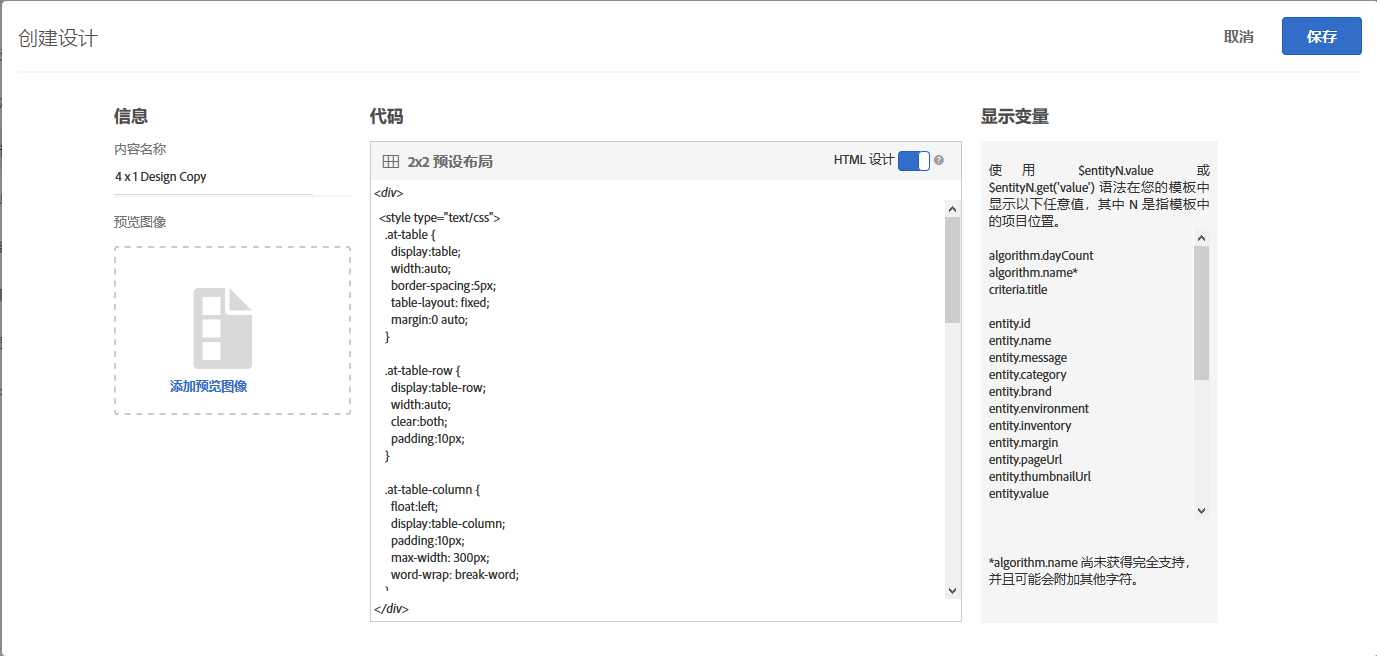 创建设计
取消
保存
信息
内容名称
4 x 1 Design Copy
预览图像
添加预览图像
代码
2x2 预设布局
HTML 设计
<div>
<style type="text/css">
.at-table {
display:table;
width:auto;
border-spacing:5px;
table-layout: fixed;
margin:0 auto;
}
.at-table-row {
display:table-row;
width:auto;
clear:both;
padding:10px;
}
.at-table-column {
float:left;
display:table-column;
padding:10px;
max-width: 300px;
word-wrap: break-word;
</div>
显示变量
使 用 $entityN.value 或
$entityN.get('value') 语法在您的模板中
显示以下任意值，其中 N 是指模板中
的项目位置。
algorithm.dayCount
algorithm.name*
criteria.title
entity.id
entity.name
entity.message
entity.category
entity.brand
entity.environment
entity.inventory
entity.margin
entity.pageUrl
entity.thumbnailUrl
entity.value
*algorithm.name 尚未获得完全支持，
并且可能会附加其他字符。